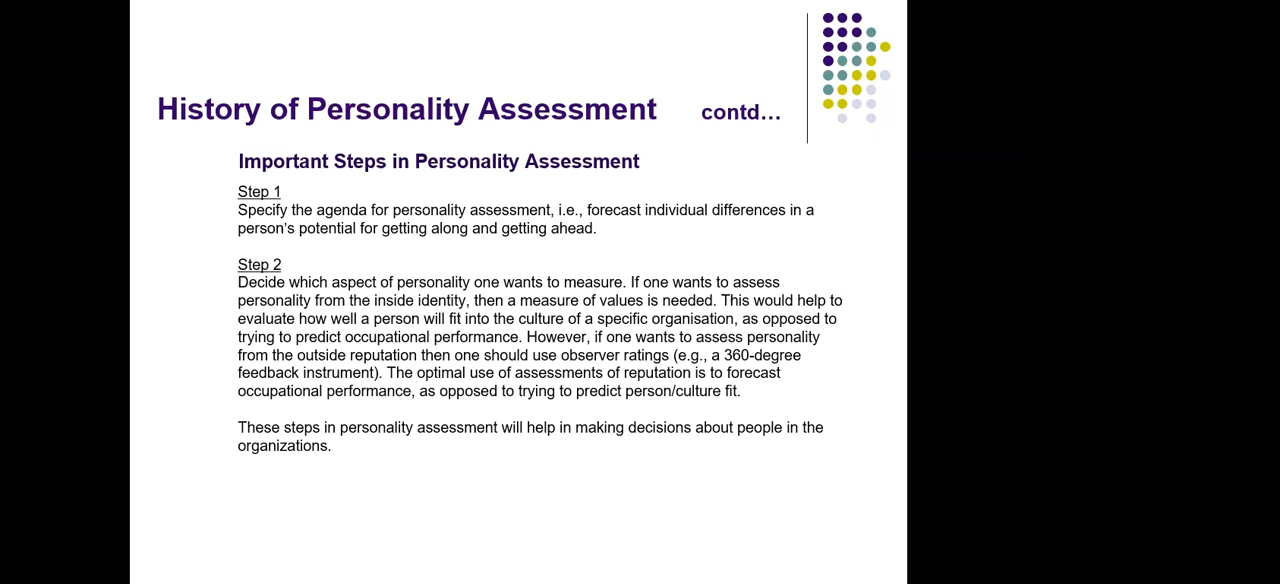 History of Personality Assessment contd…
Important Steps in Personality Assessment
Step 1
Specify the agenda for personality assessment, i.e., forecast individual differences in a
person's potential for getting along and getting ahead.
Step 2
Decide which aspect of personality one wants to measure. If one wants to assess
personality from the inside identity, then a measure of values is needed. This would help to
evaluate how well a person will fit into the culture of a specific organisation, as opposed to
trying to predict occupational performance. However, if one wants to assess personality
from the outside reputation then one should use observer ratings (e.g., a 360-degree
feedback instrument). The optimal use of assessments of reputation is to forecast
occupational performance, as opposed to trying to predict person/culture fit.
These steps in personality assessment will help in making decisions about people in the
organizations.